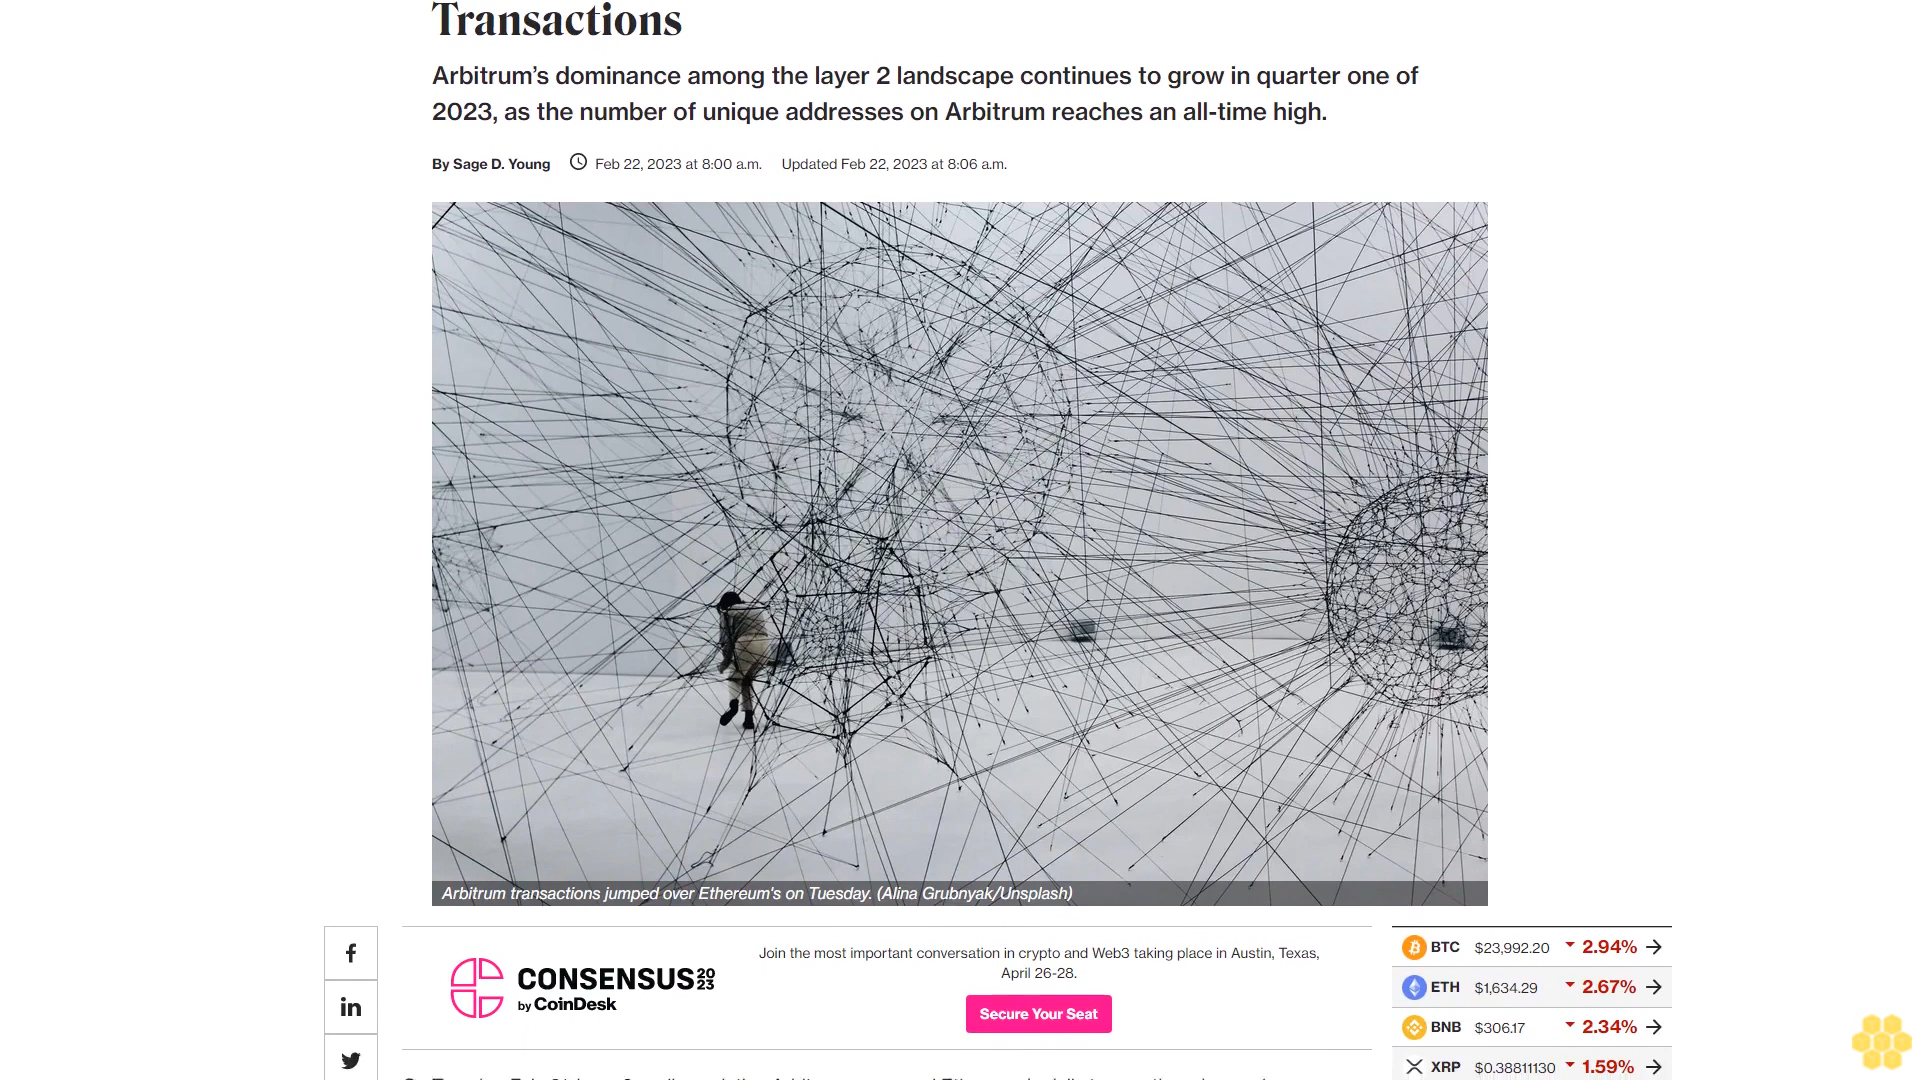 Transactions
Arbitrum's dominance among the layer 2 landscape continues to grow in quarter one of
2023, as the number of unique addresses on Arbitrum reaches an all-time high.
By Sage D. Young Feb 22, 2023 at 8:00 a.m. Updated Feb 22, 2023 at 8:06 a.m.
Arbitrum transactions jumped over Ethereum's on Tuesday. (Alina Grubnyak/Unsplash)
CONSENSUS 2023
by CoinDesk
Join the most important conversation in crypto and Web3 taking place in Austin, Texas,
April 26-28.
Secure Your Seat
BTC $23,992.20 2.94%
ETH $1,634.29 2.67%
BNB $306.17 2.34%
XRP $0.38811130 1.59%